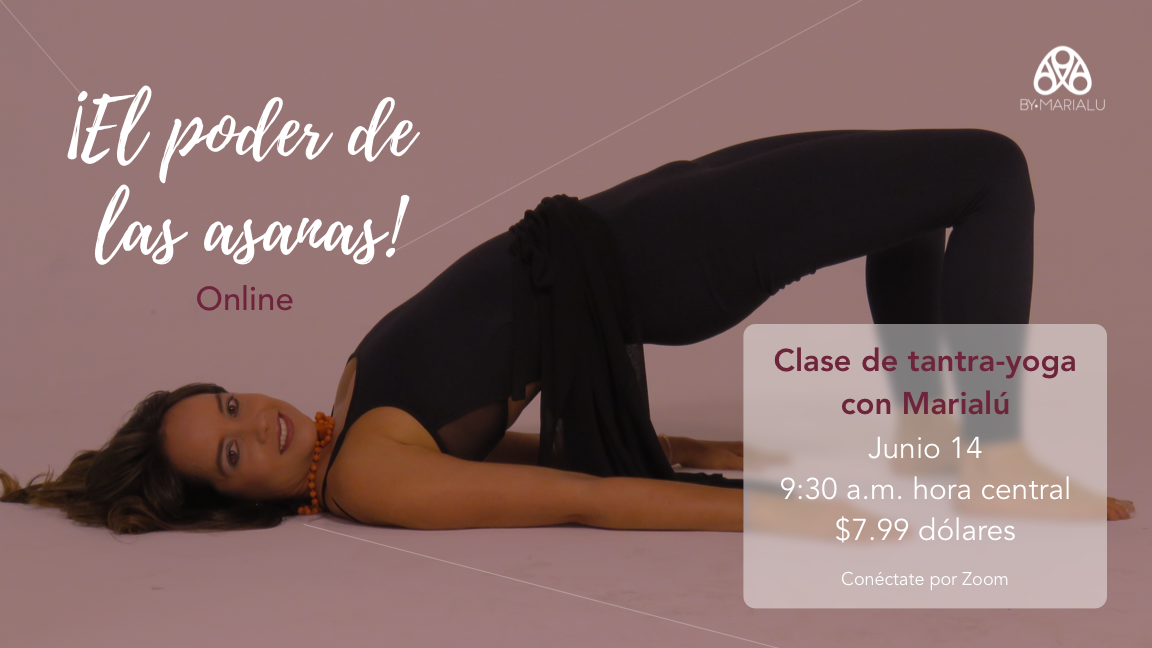 ¡El poder de
las asanas!
Online
BY•MARIALU
Clase de tantra-yoga
con Marialú
Junio 14
9:30 a.m. hora central
$7.99 dólares
Conéctate por Zoom